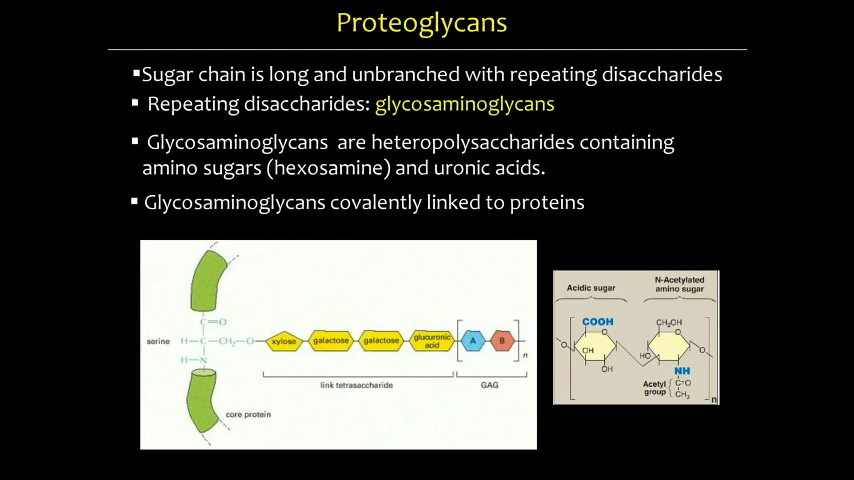 Proteoglycans
▪Sugar chain is long and unbranched with repeating disaccharides
▪ Repeating disaccharides: glycosaminoglycans
▪ Glycosaminoglycans are heteropolysaccharides containing
amino sugars (hexosamine) and uronic acids.
▪ Glycosaminoglycans covalently linked to proteins
serine
C=O
H—C—CH₂—O—
H—N
xylose
galactose
galactose
glucuronic
acid
A
B
n
link tetrasaccharide
GAG
core protein
Acidic sugar
N-Acetylated
amino sugar
COOH
CH₂OH
O
O
O
O
OH
HO
OH
NH
Acetyl
group
C=O
CH₃
n